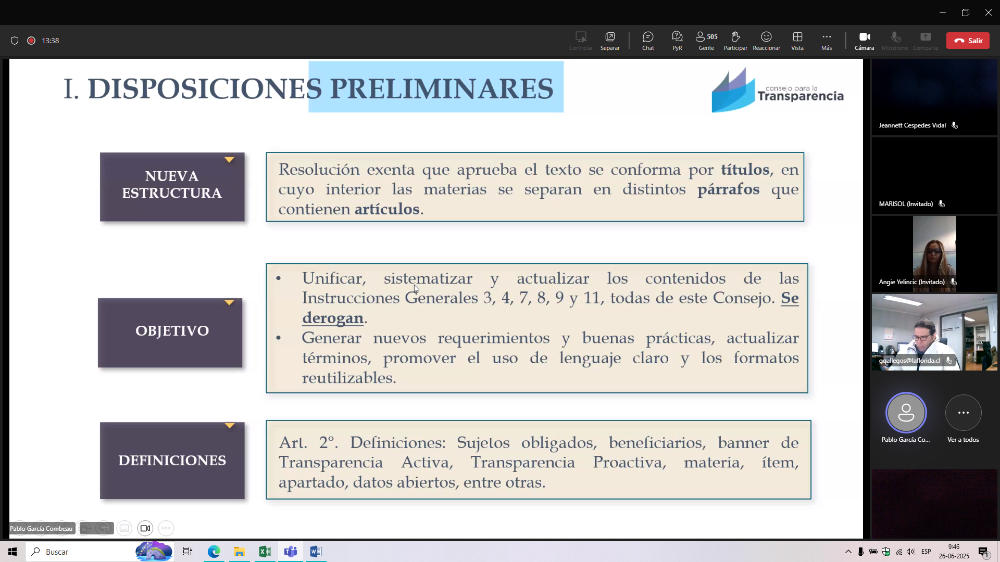 13:38
Controlar
Separar
Chat
PyR
505
Gente
Participar
Reaccionar
Vista
Más
Cámara
Micrófono
Comparte
Salir
I. DISPOSICIONES PRELIMINARES
consejo para la
Transparencia
NUEVA
ESTRUCTURA
Resolución exenta que aprueba el texto se conforma por títulos, en
cuyo interior las materias se separan en distintos párrafos que
contienen artículos.
OBJETIVO
• Unificar, sistematizar y actualizar los contenidos de las
Instrucciones Generales 3, 4, 7, 8, 9 y 11, todas de este Consejo. Se
derogan.
• Generar nuevos requerimientos y buenas prácticas, actualizar
términos, promover el uso de lenguaje claro y los formatos
reutilizables.
DEFINICIONES
Art. 2°. Definiciones: Sujetos obligados, beneficiarios, banner de
Transparencia Activa, Transparencia Proactiva, materia, ítem,
apartado, datos abiertos, entre otras.
Jeannett Cespedes Vidal
MARISOL (Invitado)
Angie Yelincic (Invitado)
ggallegos@laflorida.cl
Pablo García Co...
Ver a todos
Pablo García Combeau
Buscar
ESP
9:46
26-06-2025
1